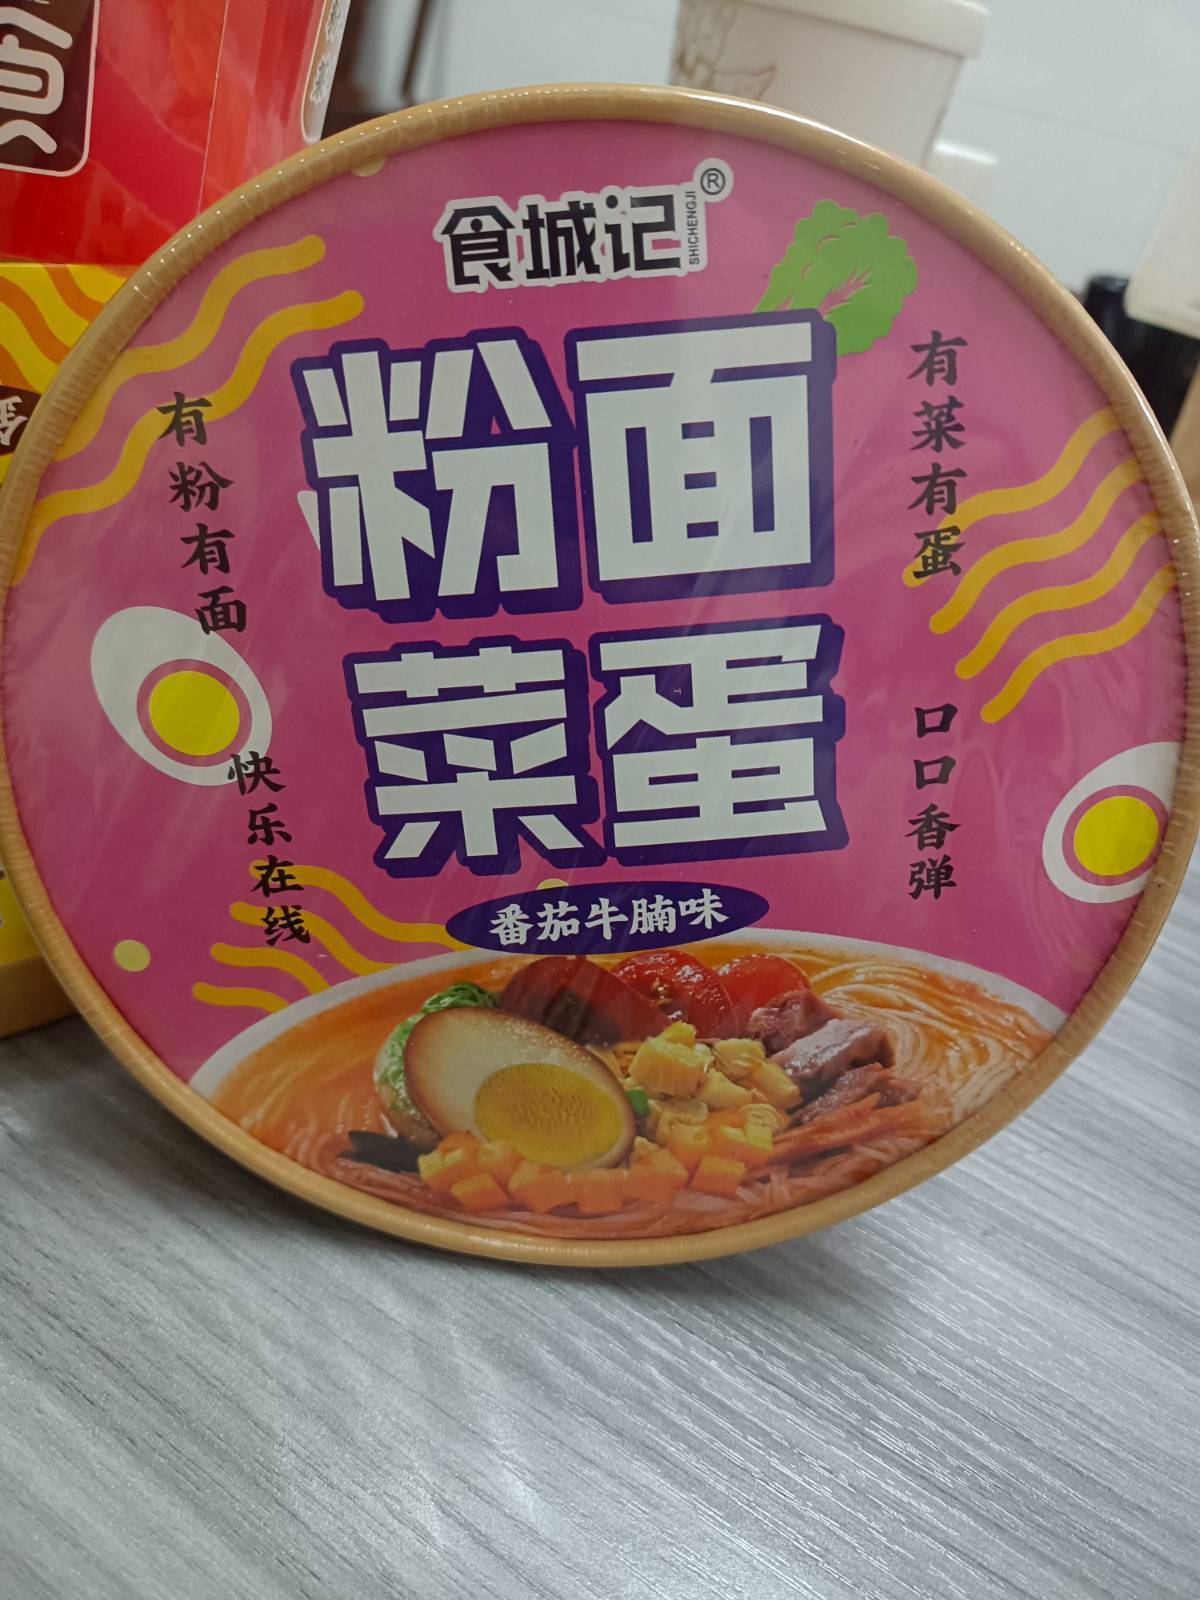 食城记
SHICHENGJI
®
粉面
菜蛋
有粉有面
快乐在线
有菜有蛋
口口香弹
番茄牛腩味